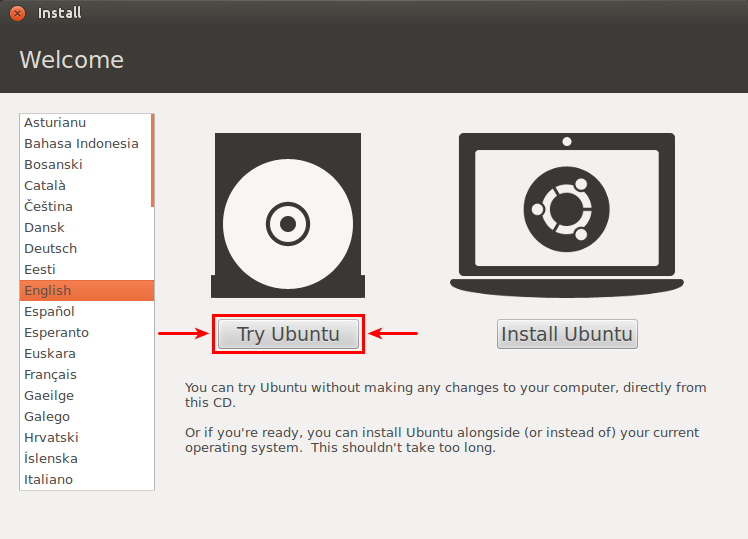 Install
Welcome
Asturianu
Bahasa Indonesia
Bosanski
Català
Čeština
Dansk
Deutsch
Eesti
English
Español
Esperanto
Euskara
Français
Gaeilge
Galego
Hrvatski
Íslenska
Italiano
Try Ubuntu
Install Ubuntu
You can try Ubuntu without making any changes to your computer, directly from
this CD.
Or if you're ready, you can install Ubuntu alongside (or instead of) your current
operating system.  This shouldn't take too long.